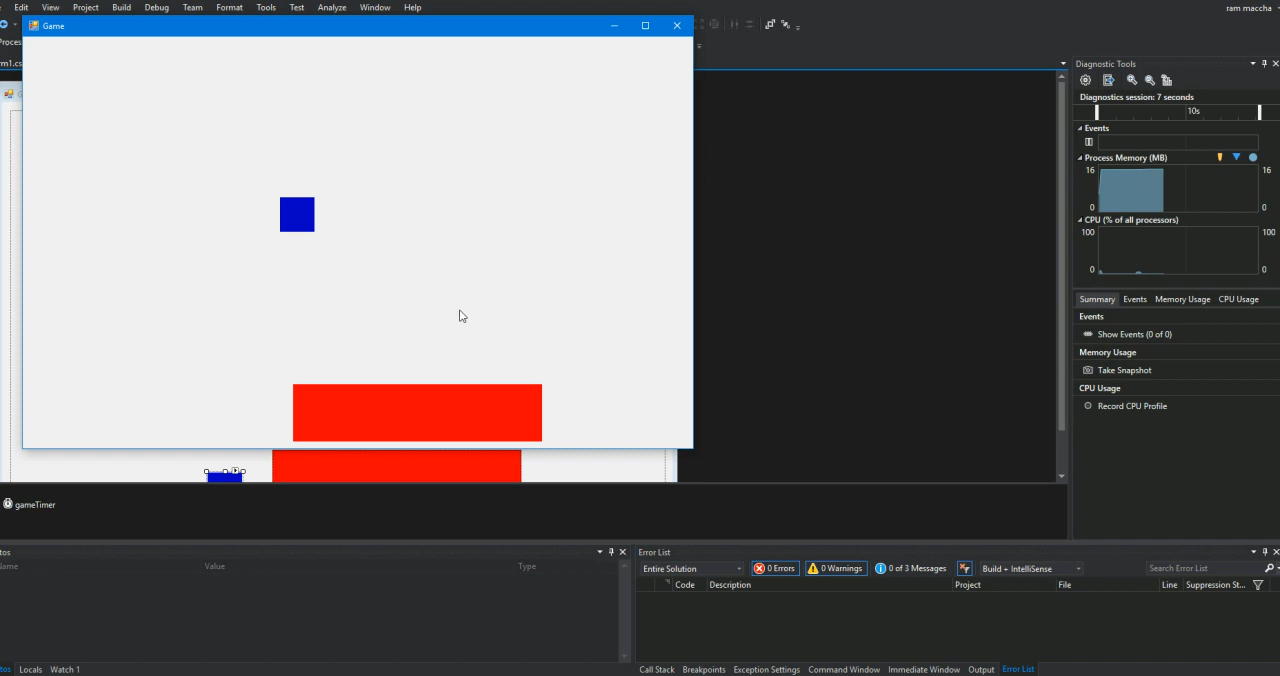 Edit View Project Build Debug Team Format Tools Test Analyze Window Help
ram maccha
Game
Proces
rm1.cs
Diagnostic Tools
Diagnostics session: 7 seconds
10s
Events
Process Memory (MB)
16 16
0 0
CPU (% of all processors)
100 100
0 0
Summary Events Memory Usage CPU Usage
Events
Show Events (0 of 0)
Memory Usage
Take Snapshot
CPU Usage
Record CPU Profile
gameTimer
tos
Name Value Type
Error List
Entire Solution 0 Errors 0 Warnings 0 of 3 Messages Build + IntelliSense Search Error List
Code Description Project File Line Suppression St...
tos Locals Watch 1
Call Stack Breakpoints Exception Settings Command Window Immediate Window Output Error List